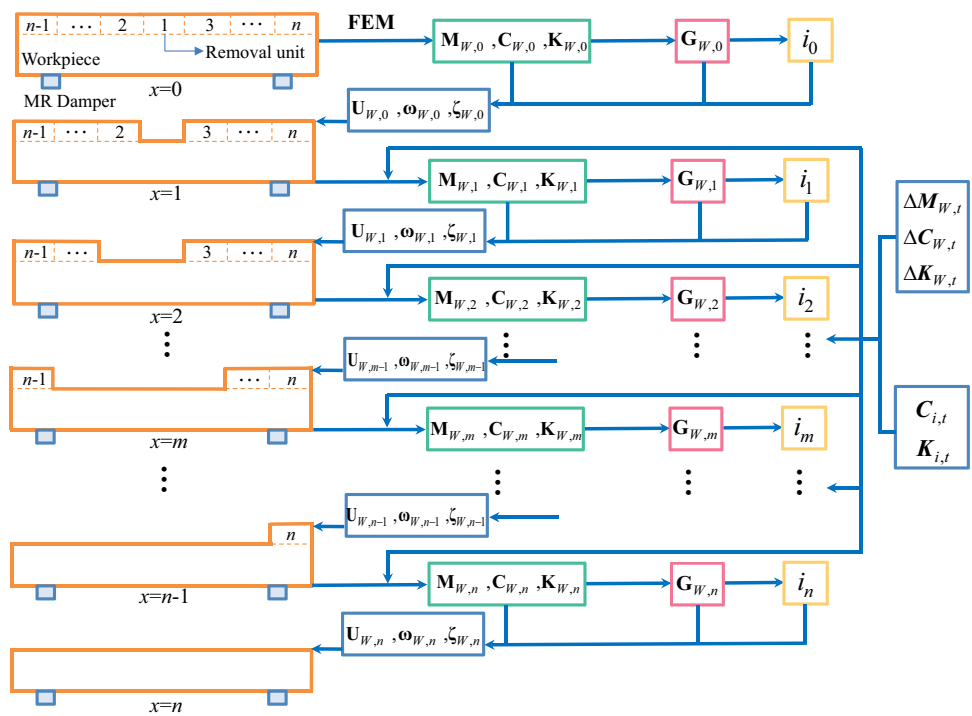 n-1 ··· 2 1 3 ··· n
Workpiece
Removal unit
x=0
MR Damper
FEM
M_{W,0} ,C_{W,0} ,K_{W,0}
G_{W,0}
i_0
U_{W,0} ,ω_{W,0} ,ζ_{W,0}
n-1 ··· 2 3 ··· n
x=1
M_{W,1} ,C_{W,1} ,K_{W,1}
G_{W,1}
i_1
U_{W,1} ,ω_{W,1} ,ζ_{W,1}
n-1 ··· 3 ··· n
x=2
M_{W,2} ,C_{W,2} ,K_{W,2}
G_{W,2}
i_2
⋮ ⋮ ⋮ ⋮
U_{W,m-1} ,ω_{W,m-1} ,ζ_{W,m-1}
n-1 ··· n
x=m
M_{W,m} ,C_{W,m} ,K_{W,m}
G_{W,m}
i_m
⋮ ⋮ ⋮ ⋮
U_{W,n-1} ,ω_{W,n-1} ,ζ_{W,n-1}
n
x=n-1
M_{W,n} ,C_{W,n} ,K_{W,n}
G_{W,n}
i_n
U_{W,n} ,ω_{W,n} ,ζ_{W,n}
x=n
ΔM_{W,t}
ΔC_{W,t}
ΔK_{W,t}
C_{i,t}
K_{i,t}